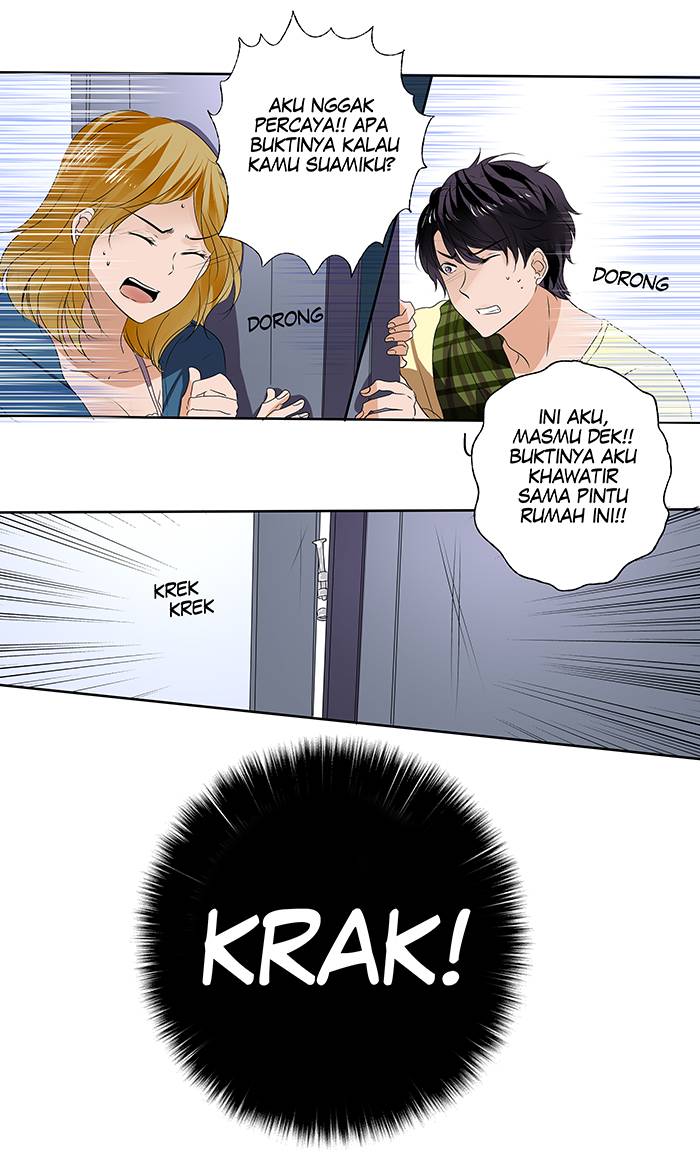 AKU NGGAK
PERCAYA!! APA
BUKTINYA KALAU
KAMU SUAMIKU?
DORONG
DORONG
INI AKU,
MASMU DEK!!
BUKTINYA AKU
KHAWATIR
SAMA PINTU
RUMAH INI!!
KREK
KREK
KRAK!